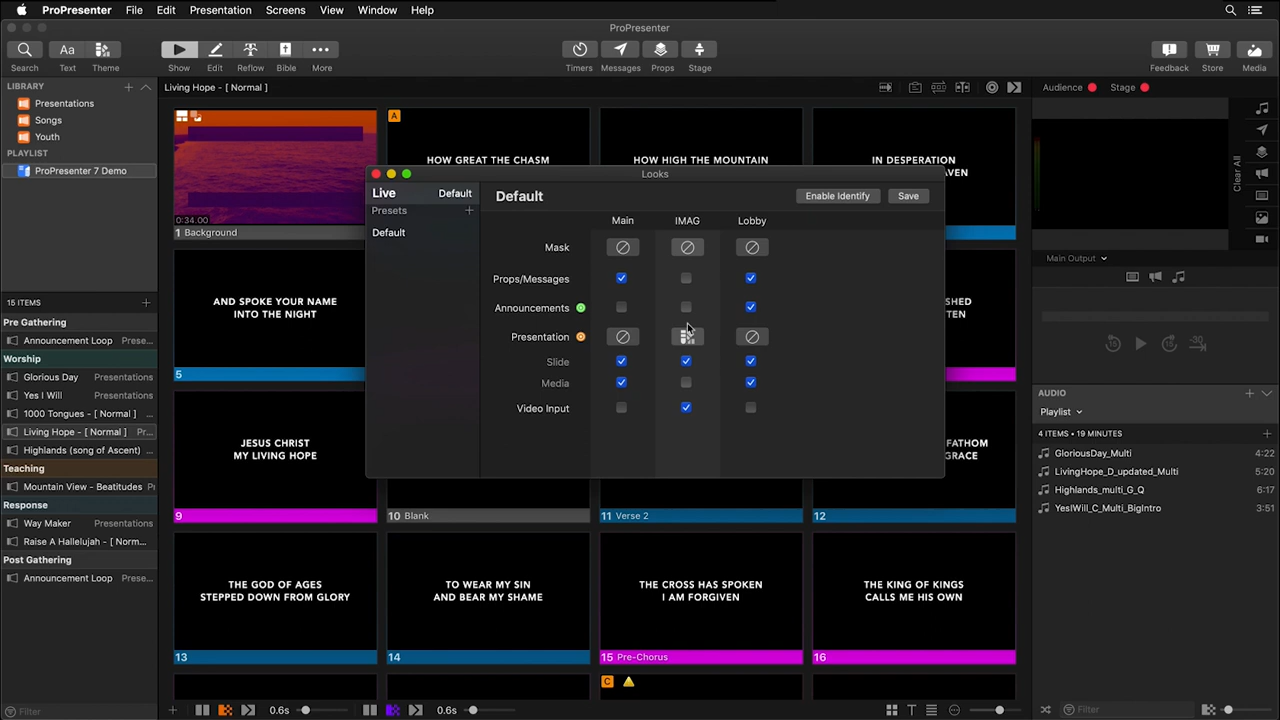 ProPresenter File Edit Presentation Screens View Window Help
ProPresenter
Search Text Theme Show Edit Reflow Bible More Timers Messages Props Stage Feedback Store Media
Aa
LIBRARY
Presentations
Songs
Youth
PLAYLIST
ProPresenter 7 Demo
15 ITEMS
Pre Gathering
Announcement Loop Prese...
Worship
Glorious Day Presentations
Yes I Will Presentations
1000 Tongues - [ Normal ] ...
Living Hope - [ Normal ] Pr...
Highlands (song of Ascent) ...
Teaching
Mountain View - Beatitudes
Response
Way Maker Presentations
Raise A Hallelujah - [ Norm...
Post Gathering
Announcement Loop Prese...
Filter
Living Hope - [ Normal ]
0:34.00
1 Background
A
HOW GREAT THE CHASM
HOW HIGH THE MOUNTAIN
IN DESPERATION
AND SPOKE YOUR NAME
INTO THE NIGHT
5
JESUS CHRIST
MY LIVING HOPE
9
10 Blank
11 Verse 2
12
THE GOD OF AGES
STEPPED DOWN FROM GLORY
13
TO WEAR MY SIN
AND BEAR MY SHAME
14
THE CROSS HAS SPOKEN
I AM FORGIVEN
15 Pre-Chorus
THE KING OF KINGS
CALLS ME HIS OWN
16
C
0.6s
0.6s
Looks
Live Default
Presets
Default
Default
Enable Identify
Save
Main IMAG Lobby
Mask
Props/Messages
Announcements
Presentation
Slide
Media
Video Input
Audience Stage
Clear All
Main Output
15 15 -30
AUDIO
Playlist
4 ITEMS • 19 MINUTES
GloriousDay_Multi 4:22
LivingHope_D_updated_Multi 5:20
Highlands_multi_G_Q 6:17
YesIWill_C_Multi_BigIntro 3:51
Filter